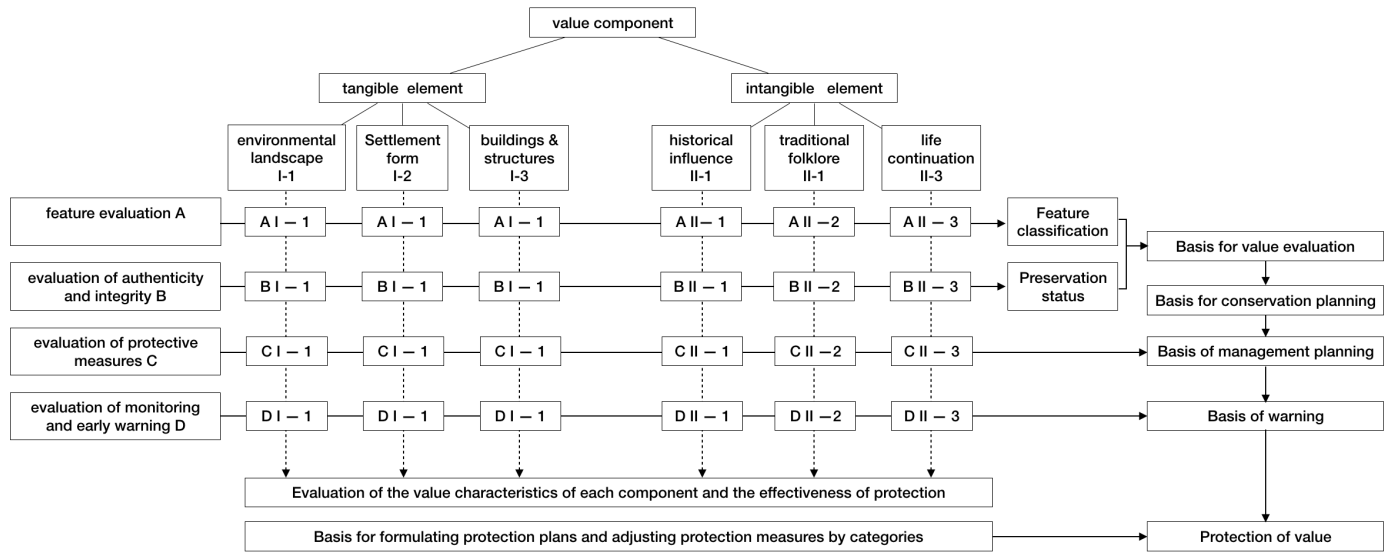 value component
tangible element
intangible element
environmental
landscape
I-1
Settlement
form
I-2
buildings &
structures
I-3
historical
influence
II-1
traditional
folklore
II-1
life
continuation
II-3
feature evaluation A
A I — 1
A I — 1
A I — 1
A II— 1
A II —2
A II — 3
Feature
classification
Basis for value evaluation
evaluation of authenticity
and integrity B
B I — 1
B I — 1
B I — 1
B II — 1
B II —2
B II — 3
Preservation
status
Basis for conservation planning
evaluation of protective
measures C
C I — 1
C I — 1
C I — 1
C II — 1
C II —2
C II — 3
Basis of management planning
evaluation of monitoring
and early warning D
D I — 1
D I — 1
D I — 1
D II — 1
D II —2
D II — 3
Basis of warning
Evaluation of the value characteristics of each component and the effectiveness of protection
Basis for formulating protection plans and adjusting protection measures by categories
Protection of value